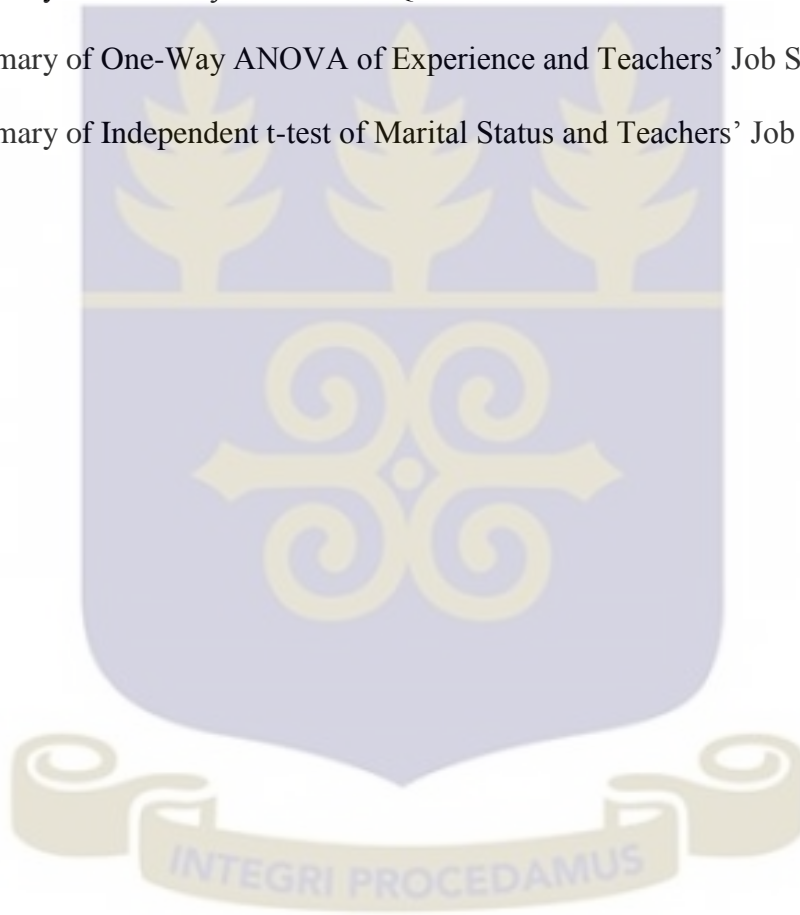 mary of One-Way ANOVA of Experience and Teachers' Job S
mary of Independent t-test of Marital Status and Teachers' Job
INTEGRI PROCEDAMUS